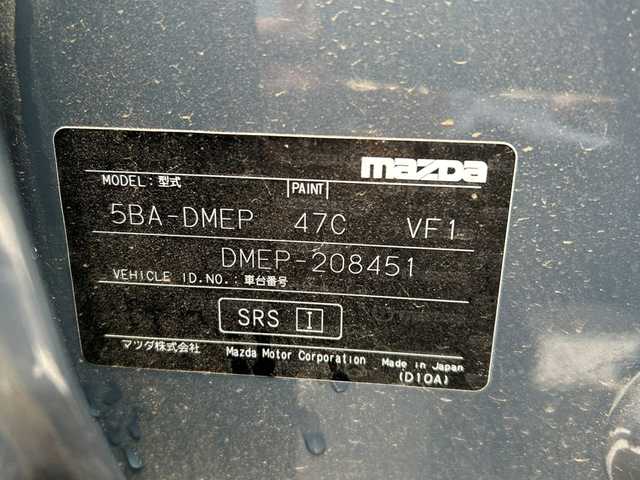 mazda
MODEL:型式 PAINT
5BA-DMEP 47C VF1
DMEP-208451
VEHICLE ID.NO.:車台番号
SRS I
マツダ株式会社 Mazda Motor Corporation Made in Japan
(D10A)